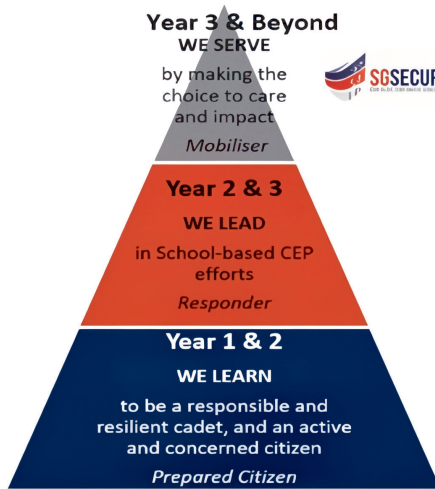 Year 3 & Beyond
WE SERVE
by making the
choice to care
and impact
Mobiliser
SGSECUR
Year 2 & 3
WE LEAD
in School-based CEP
efforts
Responder
Year 1 & 2
WE LEARN
to be a responsible and
resilient cadet, and an active
and concerned citizen
Prepared Citizen